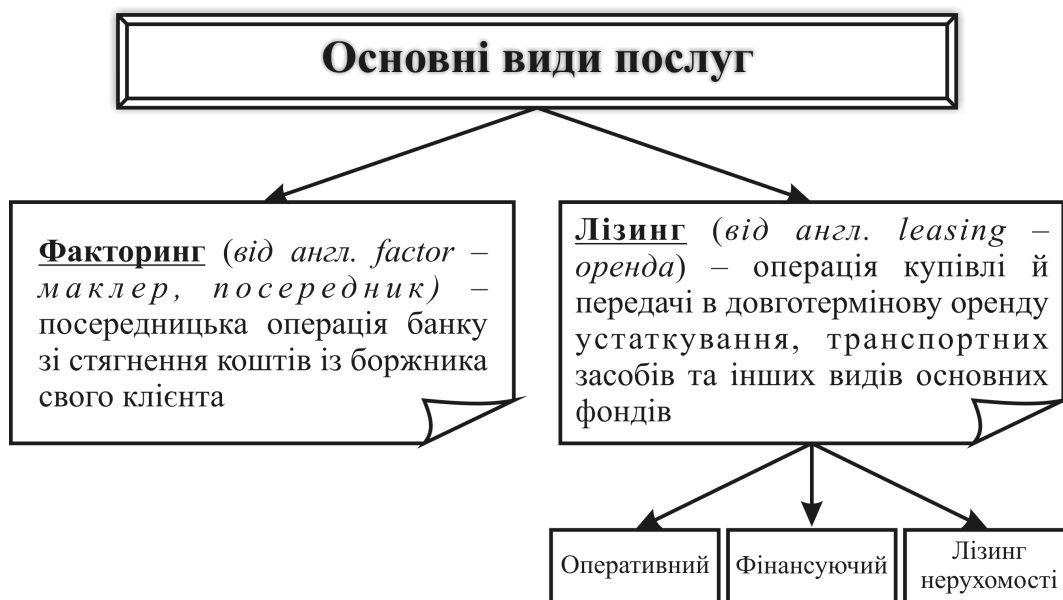 Основні види послуг
Факторинг (від англ. factor –
маклер, посередник) –
посередницька операція банку
зі стягнення коштів із боржника
свого клієнта
Лізинг (від англ. leasing –
оренда) – операція купівлі й
передачі в довготермінову оренду
устаткування, транспортних
засобів та інших видів основних
фондів
Оперативний
Фінансуючий
Лізинг
нерухомості